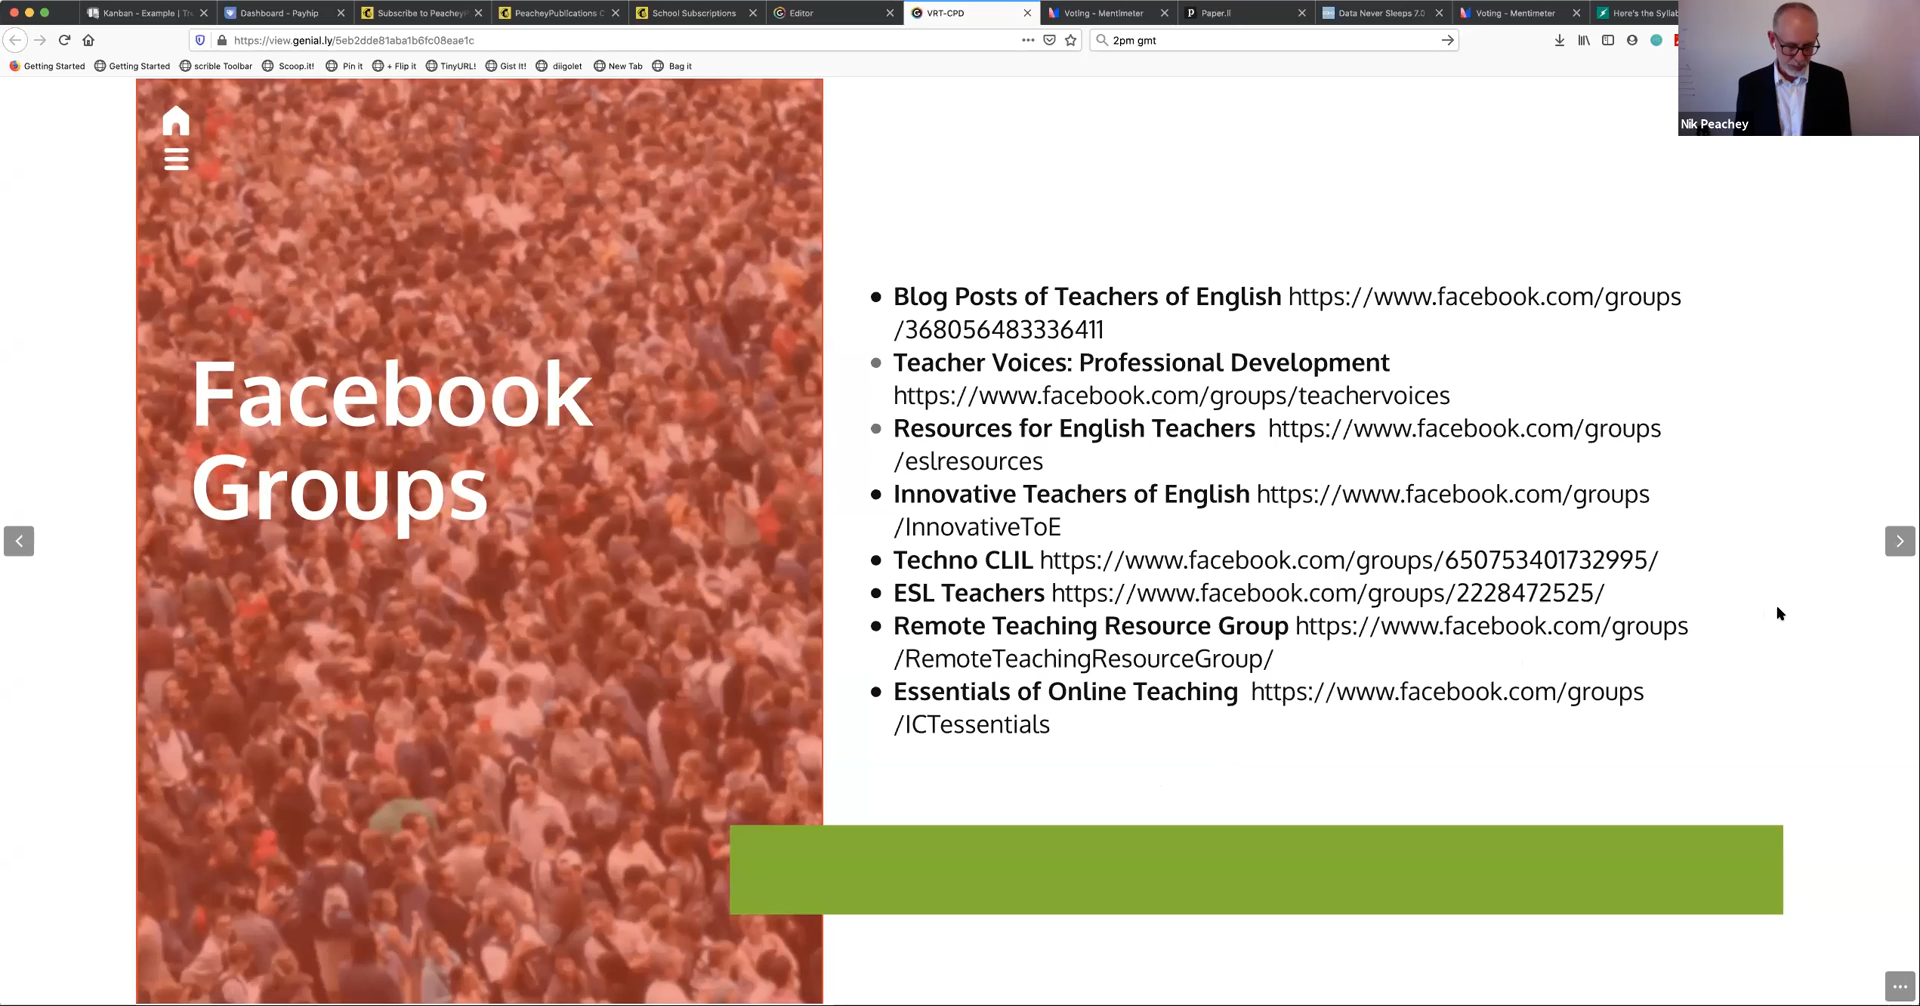 Kanban - Example | Tr
Dashboard - Payhip
Subscribe to PeacheyP
PeacheyPublications C
School Subscriptions
Editor
VRT-CPD
Voting - Mentimeter
Paper.li
Data Never Sleeps 7.0
Voting - Mentimeter
Here's the Syllab
https://view.genial.ly/5eb2dde81aba1b6fc08eae1c
2pm gmt
Getting Started
Getting Started
scrible Toolbar
Scoop.it!
Pin it
+ Flip it
TinyURL!
Gist It!
diigolet
New Tab
Bag it
Nik Peachey
Facebook
Groups
Blog Posts of Teachers of English https://www.facebook.com/groups
/368056483336411
Teacher Voices: Professional Development
https://www.facebook.com/groups/teachervoices
Resources for English Teachers https://www.facebook.com/groups
/eslresources
Innovative Teachers of English https://www.facebook.com/groups
/InnovativeToE
Techno CLIL https://www.facebook.com/groups/650753401732995/
ESL Teachers https://www.facebook.com/groups/2228472525/
Remote Teaching Resource Group https://www.facebook.com/groups
/RemoteTeachingResourceGroup/
Essentials of Online Teaching https://www.facebook.com/groups
/ICTessentials